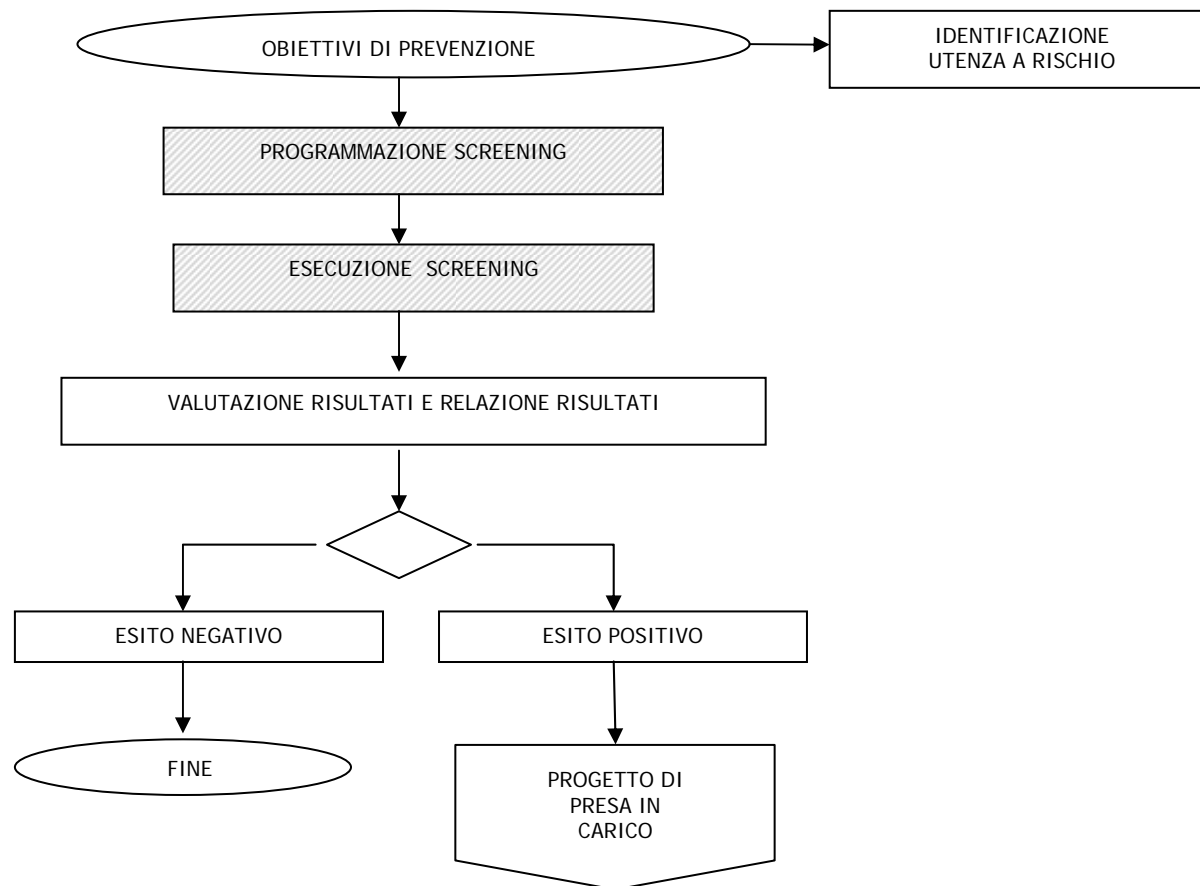 OBIETTIVI DI PREVENZIONE
IDENTIFICAZIONE
UTENZA A RISCHIO
PROGRAMMAZIONE SCREENING
ESECUZIONE SCREENING
VALUTAZIONE RISULTATI E RELAZIONE RISULTATI
ESITO NEGATIVO
ESITO POSITIVO
FINE
PROGETTO DI
PRESA IN
CARICO